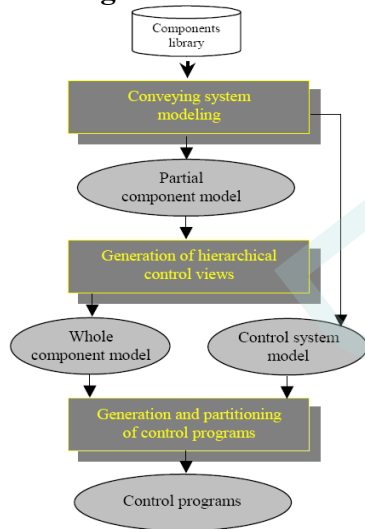 Components
library
Conveying system
modeling
Partial
component model
Generation of hierarchical
control views
Whole
component model
Control system
model
Generation and partitioning
of control programs
Control programs